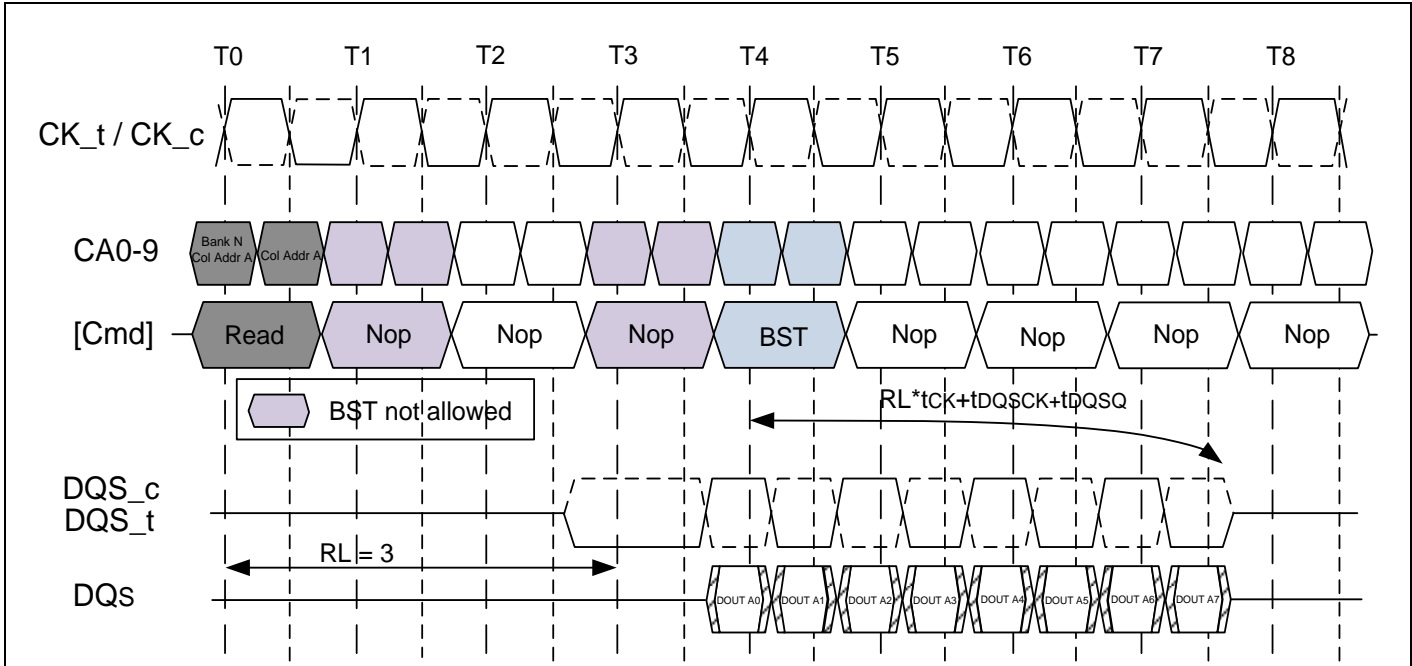 T0 T1 T2 T3 T4 T5 T6 T7 T8
CK_t / CK_c
CA0-9
Bank N
Col Addr A
Col Addr A
[Cmd] Read Nop Nop Nop BST Nop Nop Nop Nop
BST not allowed
RL*tCK+tDQSCK+tDQSQ
DQS_c
DQS_t
RL = 3
DQs
DOUT A0 DOUT A1 DOUT A2 DOUT A3 DOUT A4 DOUT A5 DOUT A6 DOUT A7